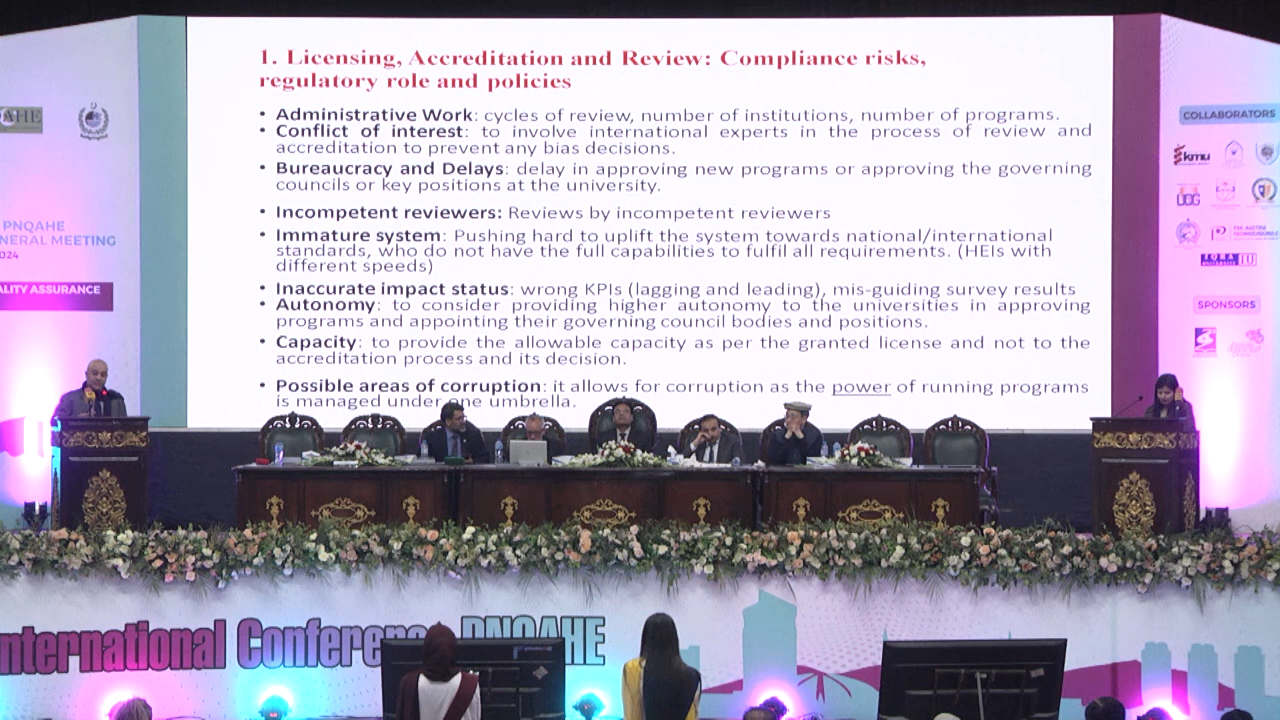 1. Licensing, Accreditation and Review: Compliance risks,
regulatory role and policies
• Administrative Work: cycles of review, number of institutions, number of programs.
• Conflict of interest: to involve international experts in the process of review and
accreditation to prevent any bias decisions.
• Bureaucracy and Delays: delay in approving new programs or approving the governing
councils or key positions at the university.
• Incompetent reviewers: Reviews by incompetent reviewers
• Immature system: Pushing hard to uplift the system towards national/international
standards, who do not have the full capabilities to fulfil all requirements. (HEIs with
different speeds)
• Inaccurate impact status: wrong KPIs (lagging and leading), mis-guiding survey results
• Autonomy: to consider providing higher autonomy to the universities in approving
programs and appointing their governing council bodies and positions.
• Capacity: to provide the allowable capacity as per the granted license and not to the
accreditation process and its decision.
• Possible areas of corruption: it allows for corruption as the power of running programs
is managed under one umbrella.
AHE
PNQAHE
NERAL MEETING
024
ALITY ASSURANCE
COLLABORATORS
kmu
UOG
IQRA
UNIVERSITY IU
SPONSORS
nternational Conference PNQAHE